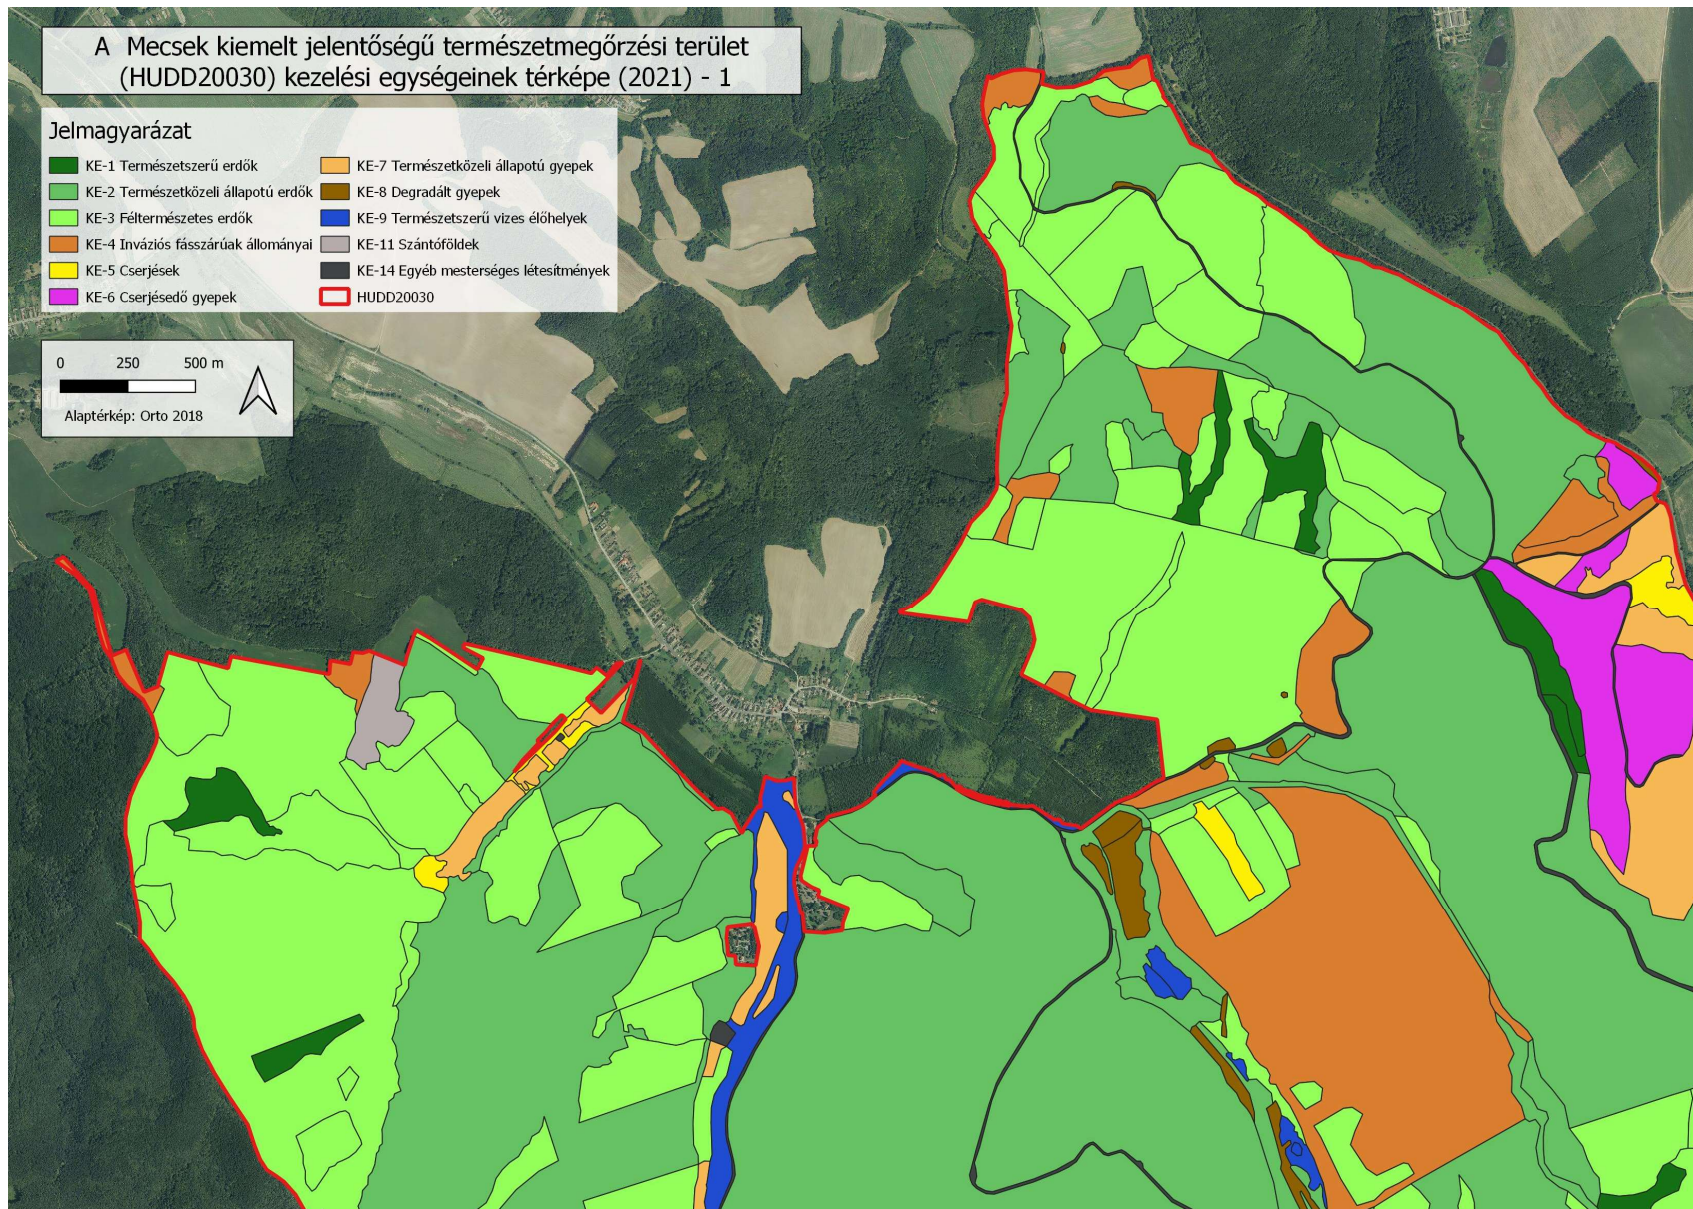 A Mecsek kiemelt jelentőségű természetmegőrzési terület
(HUDD20030) kezelési egységeinek térképe (2021) - 1
Jelmagyarázat
KE-1 Természetszerű erdők
KE-2 Természetközeli állapotú erdők
KE-3 Féltermészetes erdők
KE-4 Inváziós fásszárúak állományai
KE-5 Cserjések
KE-6 Cserjésedő gyepek
KE-7 Természetközeli állapotú gyepek
KE-8 Degradált gyepek
KE-9 Természetszerű vizes élőhelyek
KE-11 Szántóföldek
KE-14 Egyéb mesterséges létesítmények
HUDD20030
0 250 500 m
Alaptérkép: Orto 2018